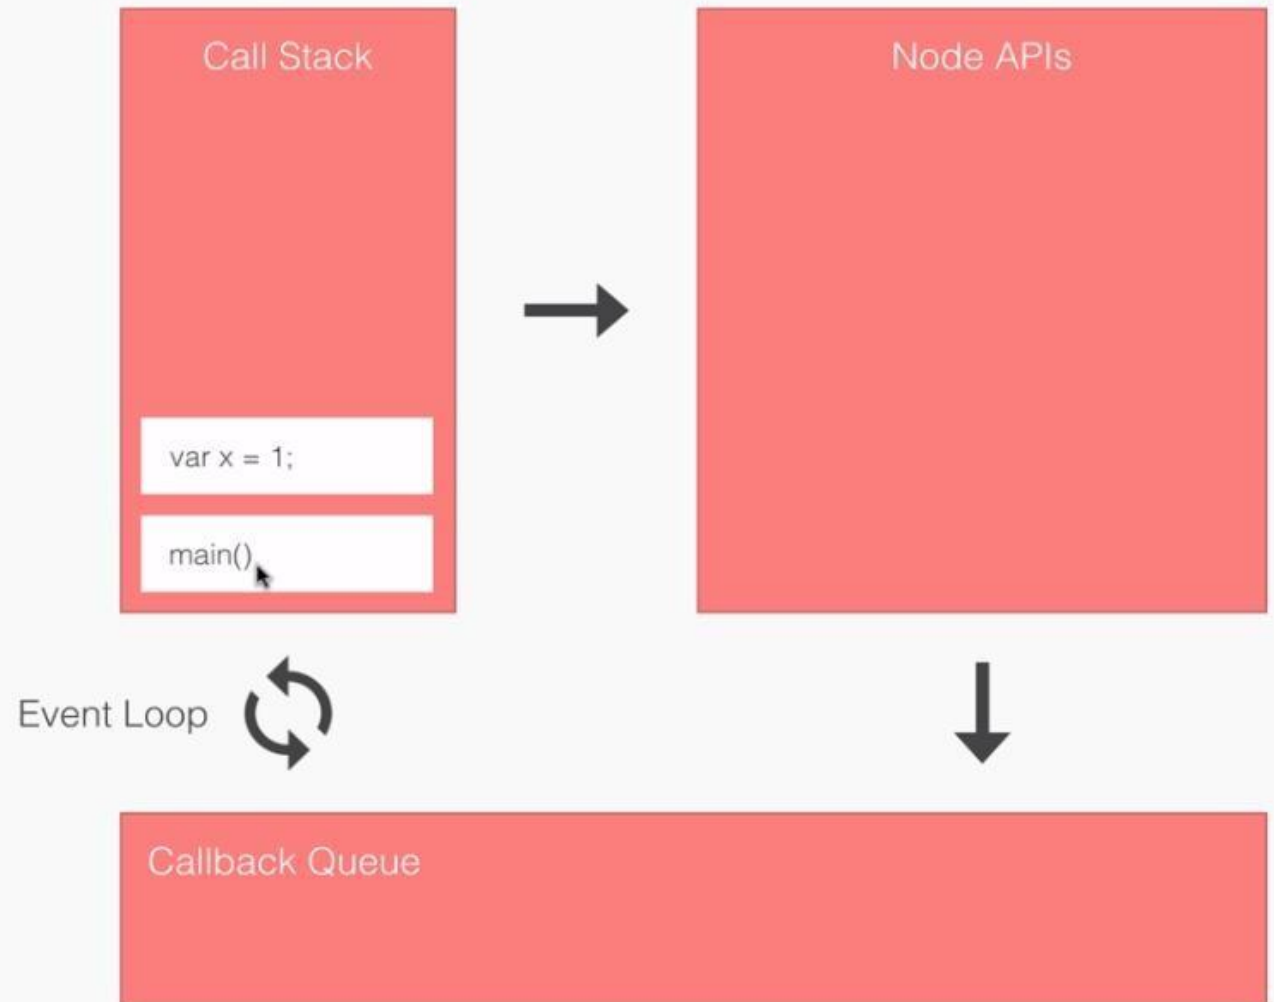 Call Stack
Node APIs
var x = 1;
main()
Event Loop
Callback Queue